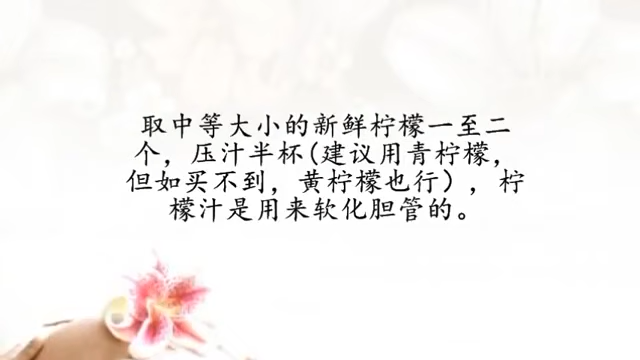 取中等大小的新鲜柠檬一至二
个，压汁半杯(建议用青柠檬，
但如买不到，黄柠檬也行），柠
檬汁是用来软化胆管的。